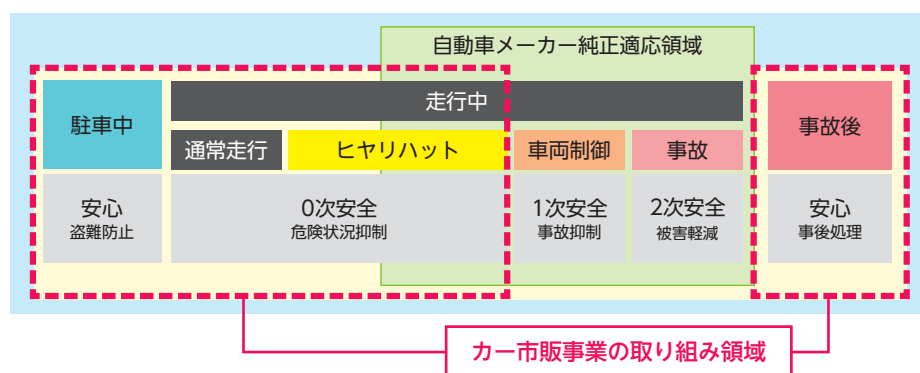 自動車メーカー純正適応領域
駐車中
走行中
事故後
通常走行
ヒヤリハット
車両制御
事故
安心
盗難防止
0次安全
危険状況抑制
1次安全
事故抑制
2次安全
被害軽減
安心
事後処理
カー市販事業の取り組み領域